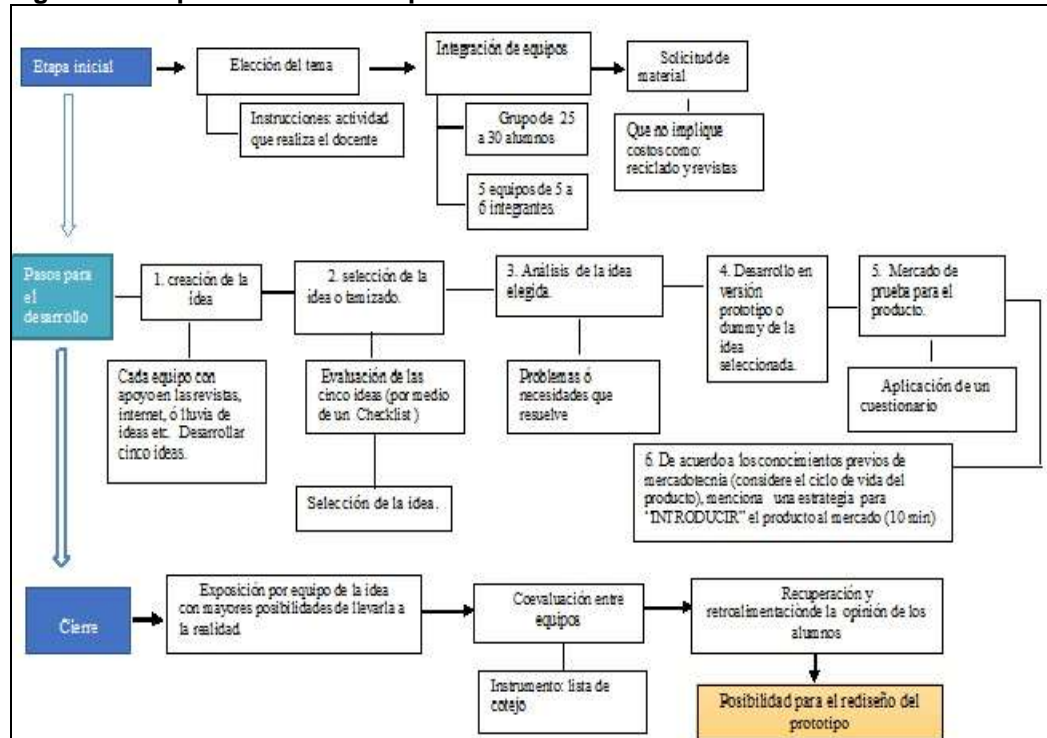 Etapa inicial
Elección del tema
Instrucciones: actividad
que realiza el docente
Integración de equipos
Grupo de 25
a 30 alumnos
5 equipos de 5 a
6 integrantes.
Solicitud de
material
Que no implique
costos como:
reciclado y revistas
Pasos para
el
desarrollo
1. creación de la
idea
Cada equipo con
apoyo en las revistas,
internet, ó lluvia de
ideas etc. Desarrollar
cinco ideas.
2. selección de la
idea o tamizado.
Evaluación de las
cinco ideas (por medio
de un Checklist)
Selección de la idea.
3. Análisis de la idea
elegida.
Problemas ó
necesidades que
resuelve
4. Desarrollo en
versión
prototipo o
dummy de la
idea
seleccionada.
5. Mercado de
prueba para el
producto.
Aplicación de un
cuestionario
6. De acuerdo a los conocimientos previos de
mercadotecnia (considere el ciclo de vida del
producto), menciona una estrategia para
"INTRODUCIR" el producto al mercado (10 min)
Cierre
Exposición por equipo de la idea
con mayores posibilidades de llevarla a
la realidad
Coevaluación entre
equipos
Instrumento: lista de
cotejo
Recuperación y
retroalimentaciónde la opinión de los
alumnos
Posibilidad para el rediseño del
prototipo